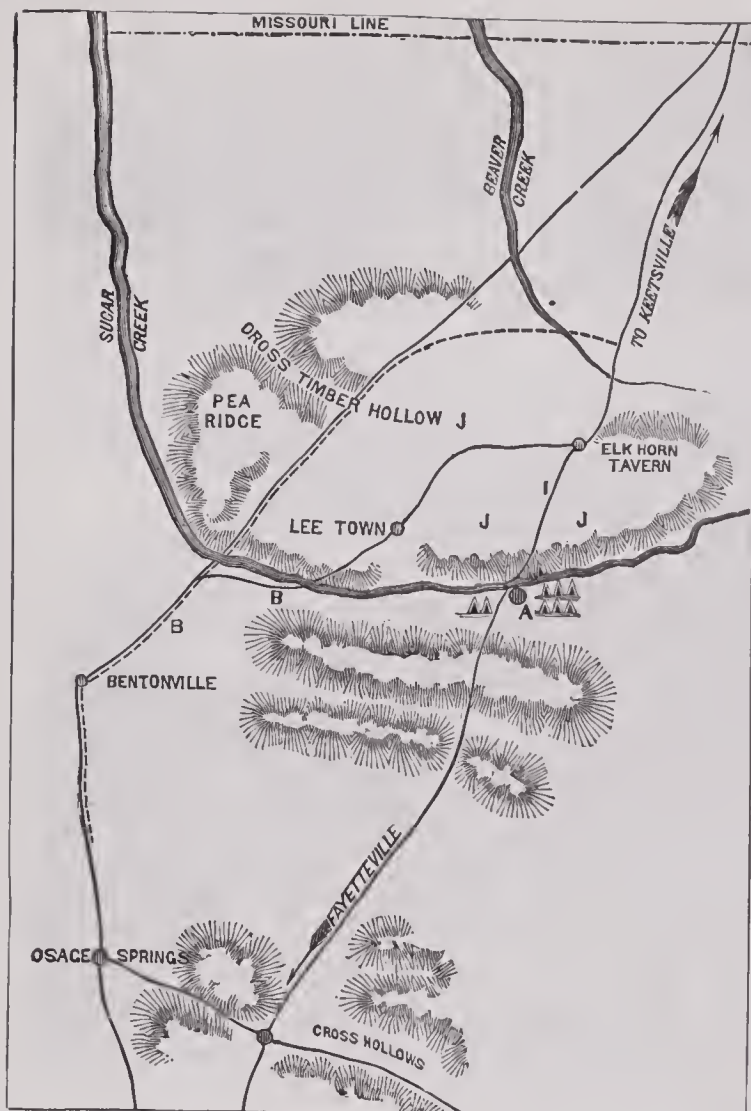 MISSOURI LINE
BEAVER
CREEK
TO KEETSVILLE
SUGAR
CREEK
DROSS TIMBER HOLLOW
J
PEA
RIDGE
ELK HORN
TAVERN
I
LEE TOWN
J
J
B
B
A
BENTONVILLE
FAYETTEVILLE
OSAGE SPRINGS
CROSS HOLLOWS